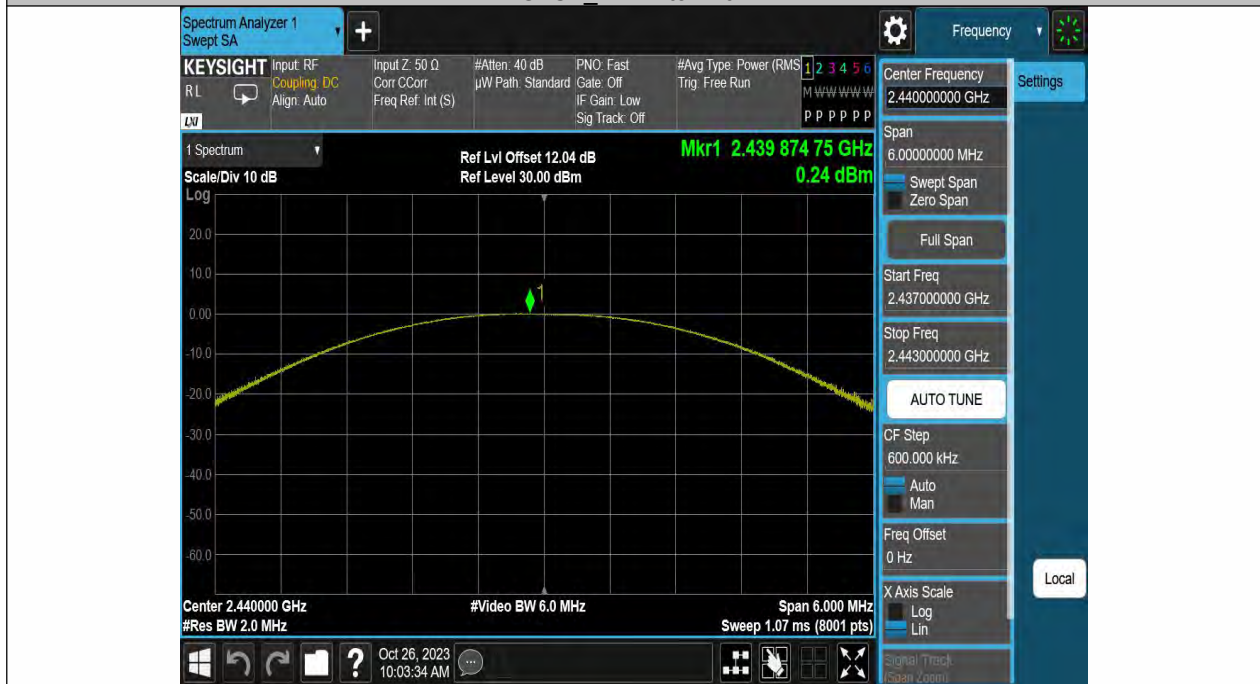 Spectrum Analyzer 1
Swept SA
+
Frequency
KEYSIGHT
RL
LXI
Input: RF
Coupling: DC
Align: Auto
Input Z: 50 Ω
Corr CCorr
Freq Ref: Int (S)
#Atten: 40 dB
µW Path: Standard
PNO: Fast
Gate: Off
IF Gain: Low
Sig Track: Off
#Avg Type: Power (RMS
Trig: Free Run
1 2 3 4 5 6
M W W W W W
P P P P P P
1 Spectrum
Scale/Div 10 dB
Log
Ref Lvl Offset 12.04 dB
Ref Level 30.00 dBm
Mkr1 2.439 874 75 GHz
0.24 dBm
20.0
10.0
0.00
-10.0
-20.0
-30.0
-40.0
-50.0
-60.0
1
Center 2.440000 GHz
#Res BW 2.0 MHz
#Video BW 6.0 MHz
Span 6.000 MHz
Sweep 1.07 ms (8001 pts)
?
Oct 26, 2023
10:03:34 AM
Center Frequency
2.440000000 GHz
Settings
Span
6.00000000 MHz
Swept Span
Zero Span
Full Span
Start Freq
2.437000000 GHz
Stop Freq
2.443000000 GHz
AUTO TUNE
CF Step
600.000 kHz
Auto
Man
Freq Offset
0 Hz
Local
X Axis Scale
Log
Lin
Signal Track
(Span Zoom)